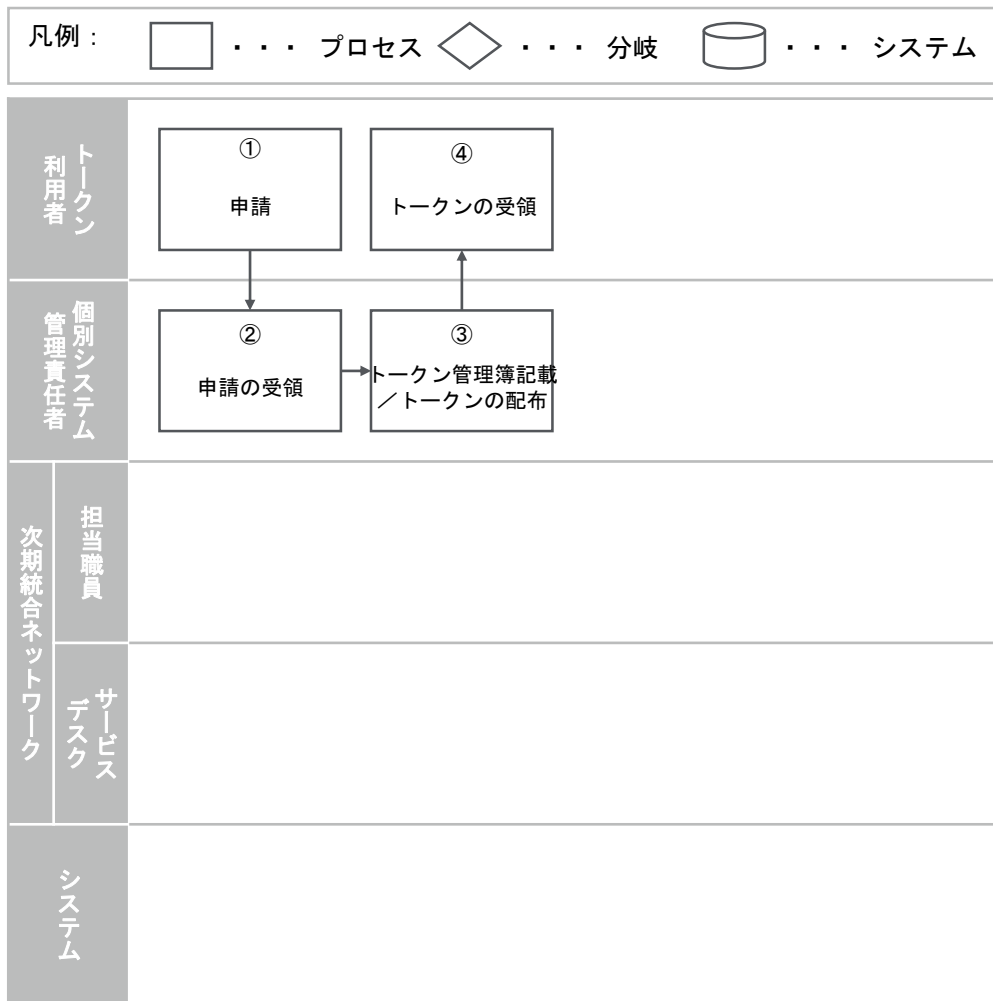 凡例：
・・・ プロセス
・・・ 分岐
・・・ システム
トークン
利用者
①
申請
④
トークンの受領
個別システム
管理責任者
②
申請の受領
③
トークン管理簿記載
／トークンの配布
次期統合ネットワーク
担当職員
サービス
デスク
システム